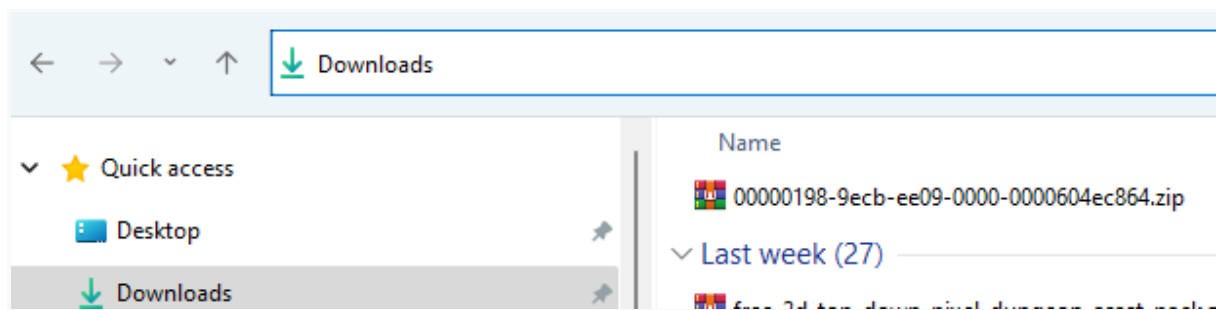 Downloads
Quick access
Desktop
Downloads
Name
00000198-9ecb-ee09-0000-0000604ec864.zip
Last week (27)